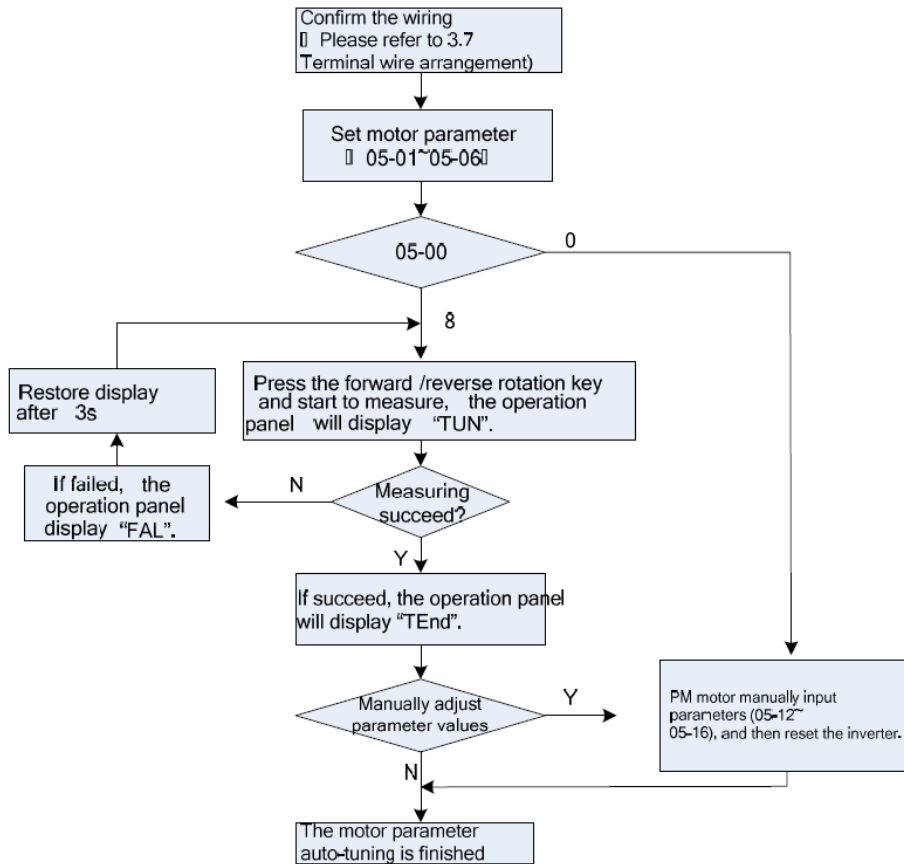 Confirm the wiring
▯ Please refer to 3.7
Terminal wire arrangement)
Set motor parameter
▯ 05-01~05-06▯
05-00
0
8
Press the forward /reverse rotation key
and start to measure, the operation
panel will display “TUN”.
Restore display
after 3s
If failed, the
operation panel
display “FAL”.
N
Measuring
succeed?
Y
If succeed, the operation panel
will display “TEnd”.
Manually adjust
parameter values
Y
PM motor manually input
parameters (05-12~
05-16), and then reset the inverter.
N
The motor parameter
auto-tuning is finished